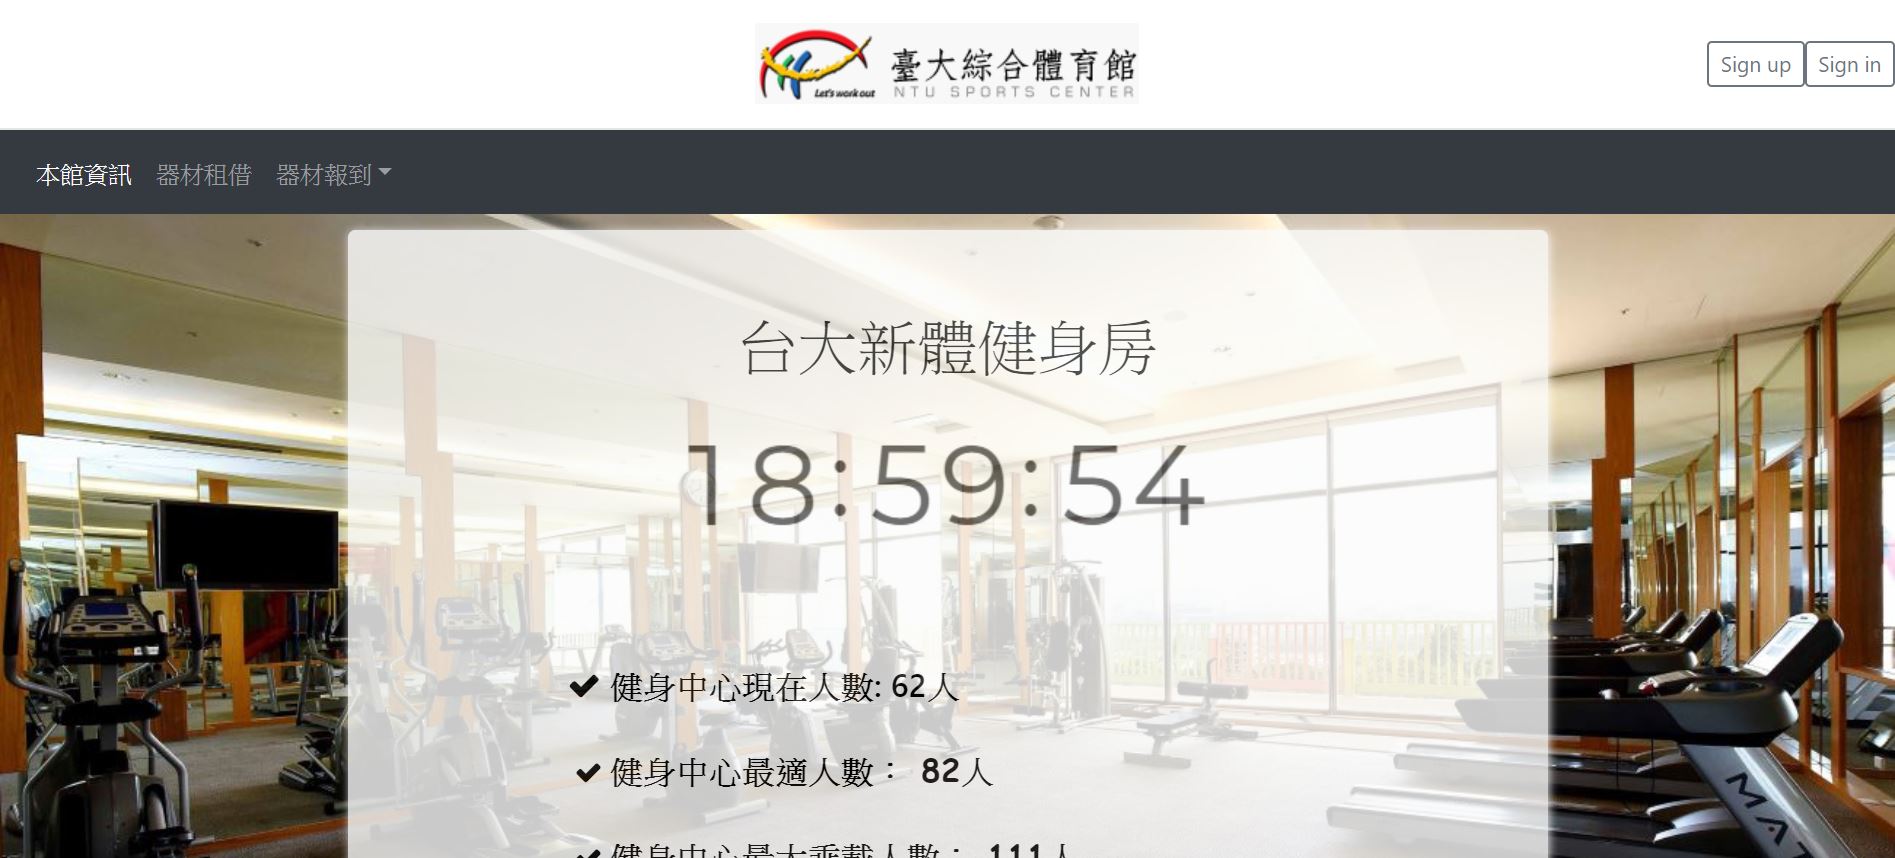 臺大綜合體育館
Let's work out
NTU SPORTS CENTER
Sign up
Sign in
本館資訊 器材租借 器材報到
台大新體健身房
18:59:54
健身中心現在人數: 62人
健身中心最適人數： 82人
健身中心最大乘載人數： 111人